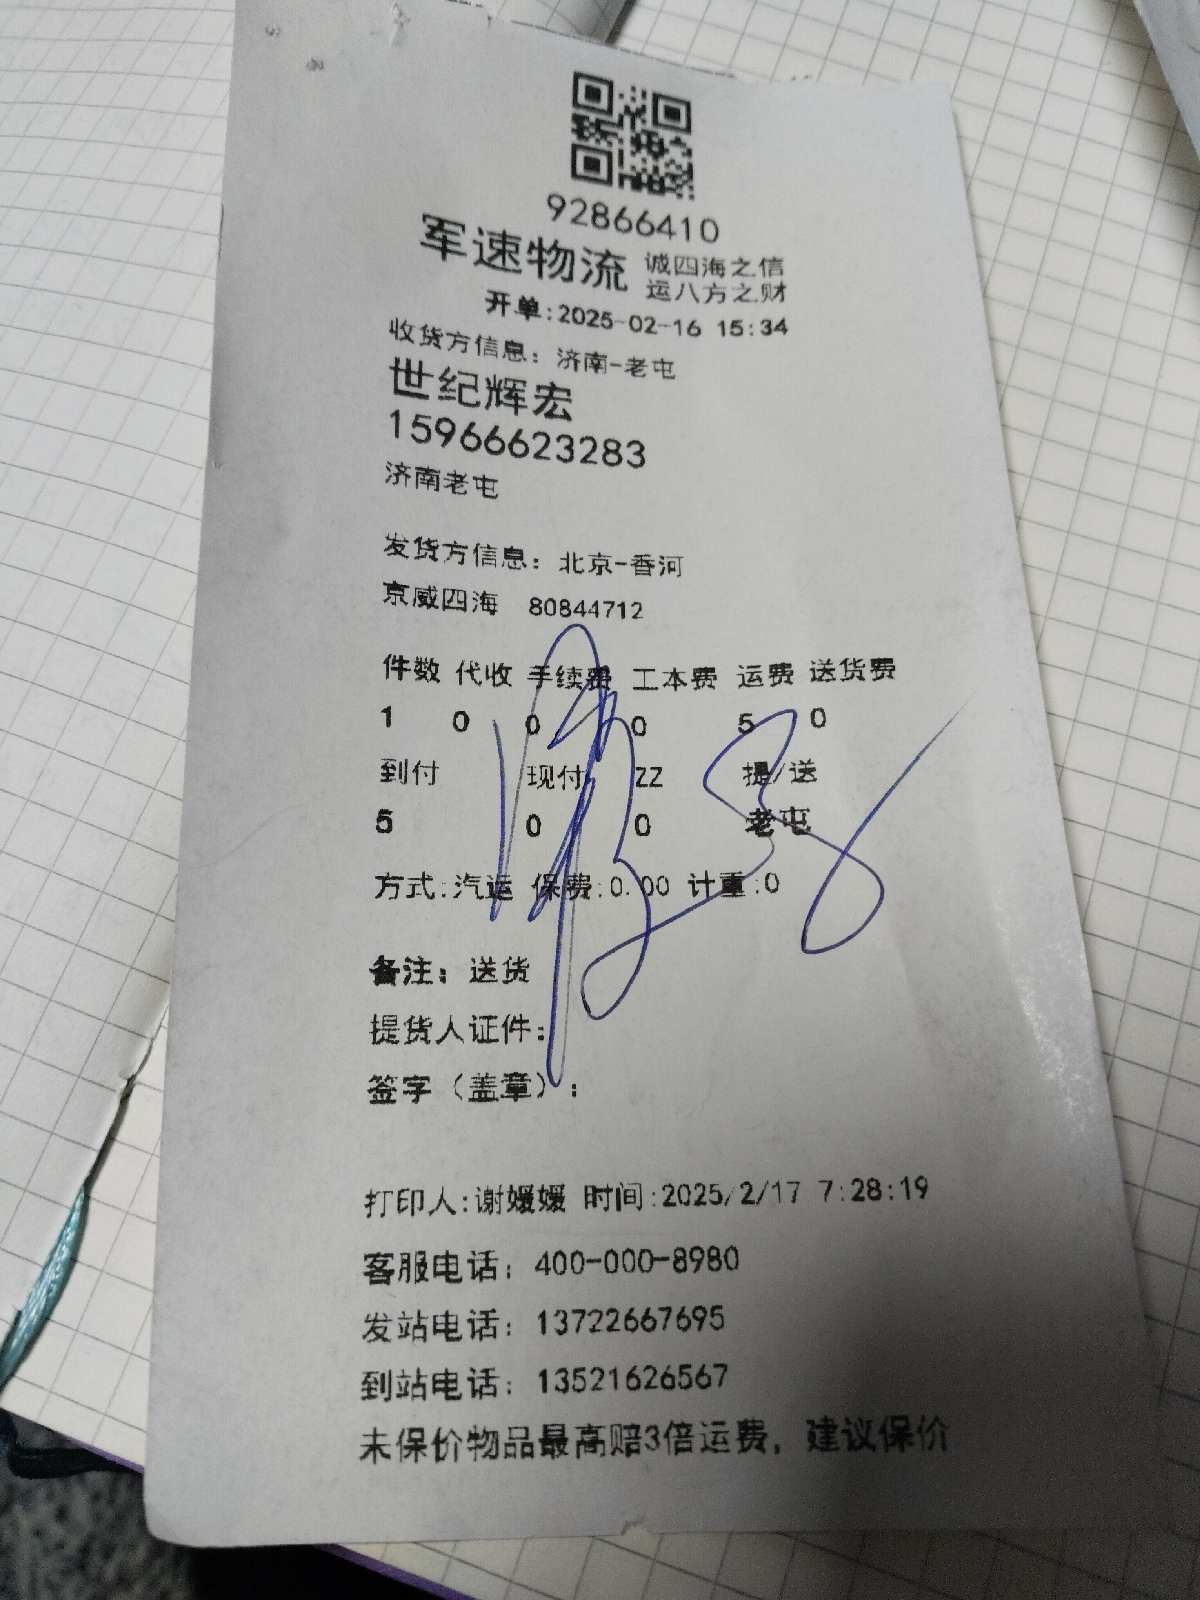 92866410
军速物流 诚四海之信
运八方之财
开单:2025-02-16 15:34
收货方信息: 济南-老屯
世纪辉宏
15966623283
济南老屯
发货方信息: 北京-香河
京威四海 80844712
件数 代收 手续费 工本费 运费 送货费
1 0 0 0 5 0
到付 现付 ZZ 提/送
5 0 0 老屯
方式:汽运 保费:0.00 计重:0
备注: 送货
提货人证件:
签字（盖章）:
打印人:谢媛媛 时间:2025/2/17 7:28:19
客服电话: 400-000-8980
发站电话: 13722667695
到站电话: 13521626567
未保价物品最高赔3倍运费, 建议保价